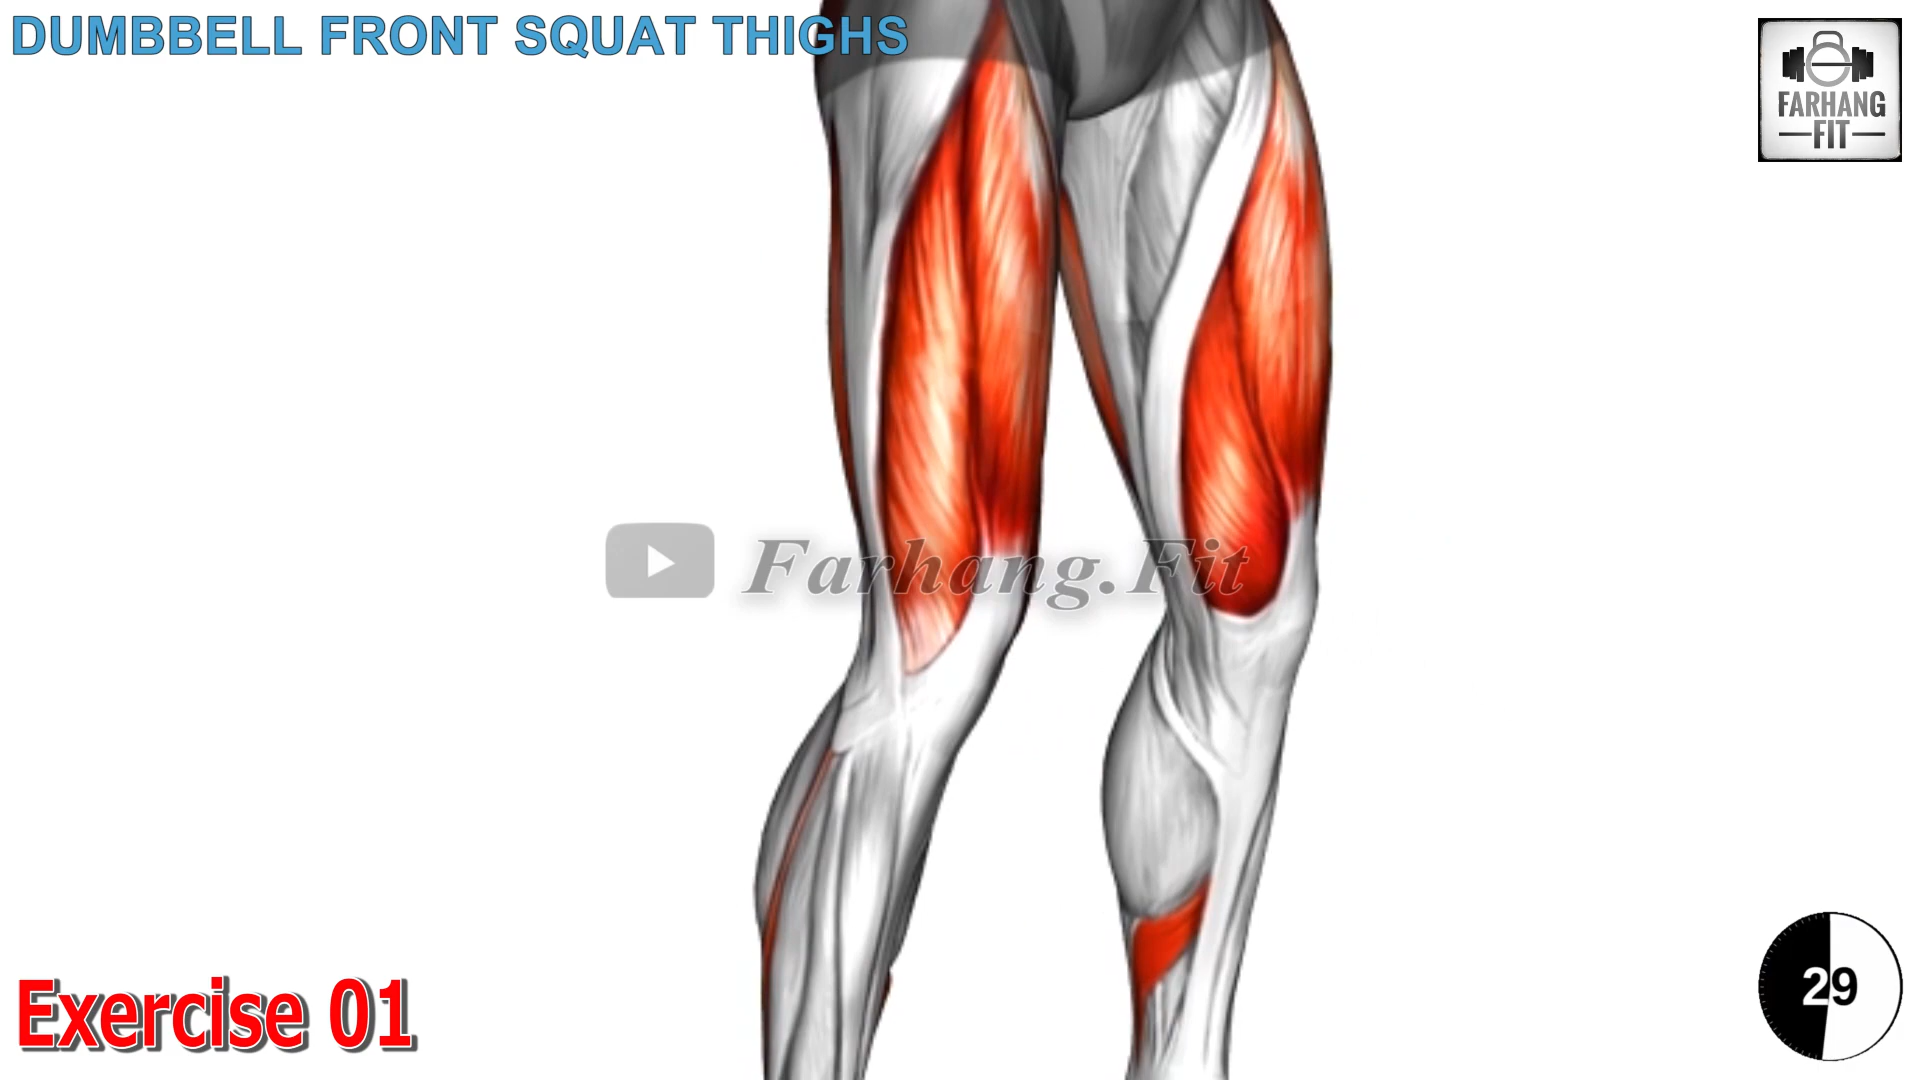 DUMBBELL FRONT SQUAT THIGHS
FARHANG
FIT
Farhang.Fit
Exercise 01
29